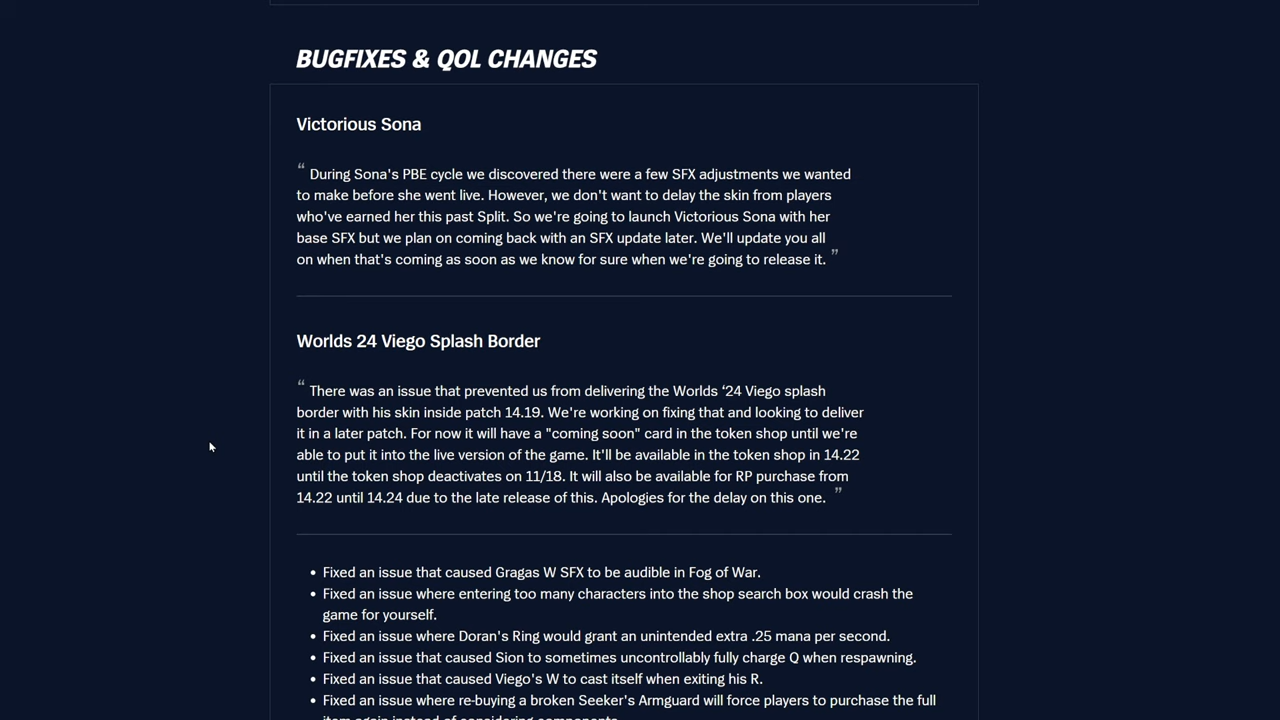 BUGFIXES & QOL CHANGES
Victorious Sona
“ During Sona's PBE cycle we discovered there were a few SFX adjustments we wanted
to make before she went live. However, we don't want to delay the skin from players
who've earned her this past Split. So we're going to launch Victorious Sona with her
base SFX but we plan on coming back with an SFX update later. We'll update you all
on when that's coming as soon as we know for sure when we're going to release it. ”
Worlds 24 Viego Splash Border
“ There was an issue that prevented us from delivering the Worlds ‘24 Viego splash
border with his skin inside patch 14.19. We're working on fixing that and looking to deliver
it in a later patch. For now it will have a "coming soon" card in the token shop until we're
able to put it into the live version of the game. It'll be available in the token shop in 14.22
until the token shop deactivates on 11/18. It will also be available for RP purchase from
14.22 until 14.24 due to the late release of this. Apologies for the delay on this one. ”
• Fixed an issue that caused Gragas W SFX to be audible in Fog of War.
• Fixed an issue where entering too many characters into the shop search box would crash the
game for yourself.
• Fixed an issue where Doran's Ring would grant an unintended extra .25 mana per second.
• Fixed an issue that caused Sion to sometimes uncontrollably fully charge Q when respawning.
• Fixed an issue that caused Viego's W to cast itself when exiting his R.
• Fixed an issue where re-buying a broken Seeker's Armguard will force players to purchase the full
item again instead of considering components.